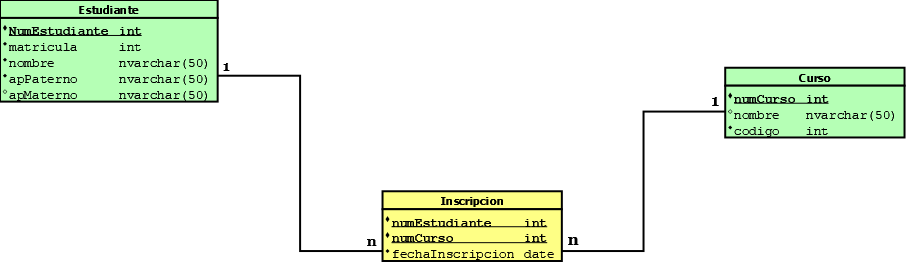 Estudiante
NumEstudiante int
matricula int
nombre nvarchar(50)
apPaterno nvarchar(50)
apMaterno nvarchar(50)
1
Curso
numCurso int
nombre nvarchar(50)
codigo int
1
Inscripcion
numEstudiante int
numCurso int
fechaInscripcion date
n
n